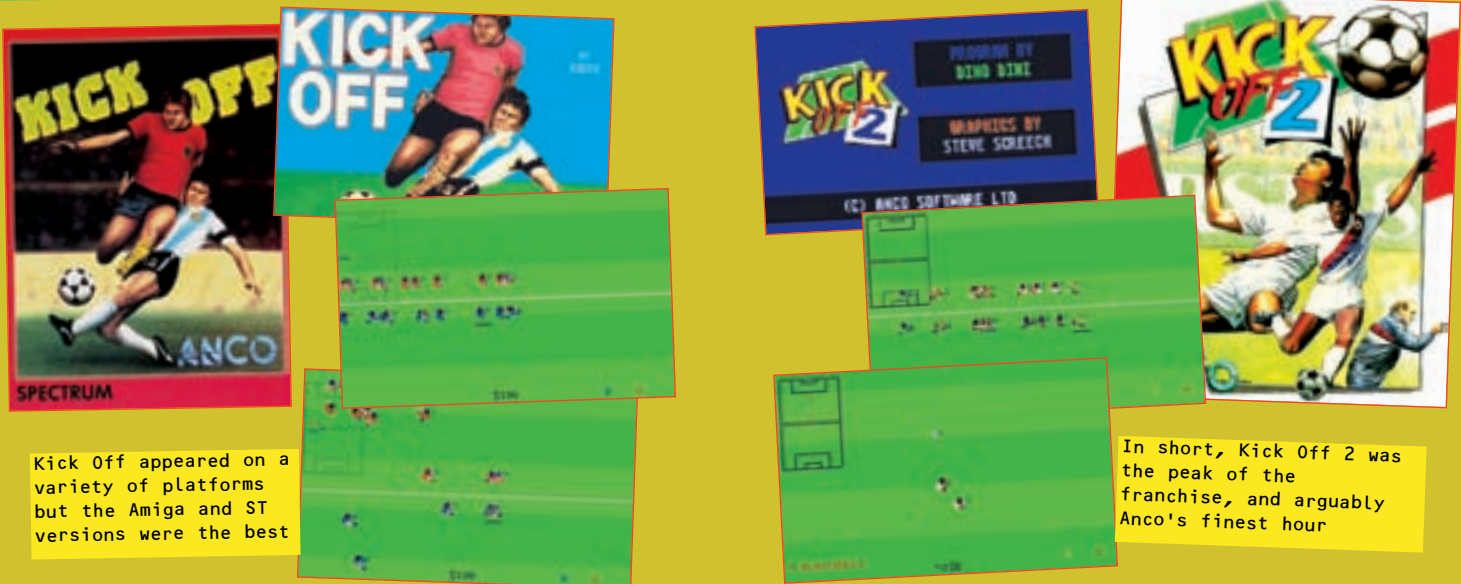 KICK OFF
ANCO
SPECTRUM
KICK
OFF
BY
Kick Off appeared on a
variety of platforms
but the Amiga and ST
versions were the best
KICK
OFF 2
PROGRAM BY
DINO DINI
GRAPHICS BY
STEVE SCREECH
(C) ANCO SOFTWARE LTD
KICK
OFF 2
In short, Kick Off 2 was
the peak of the
franchise, and arguably
Anco's finest hour